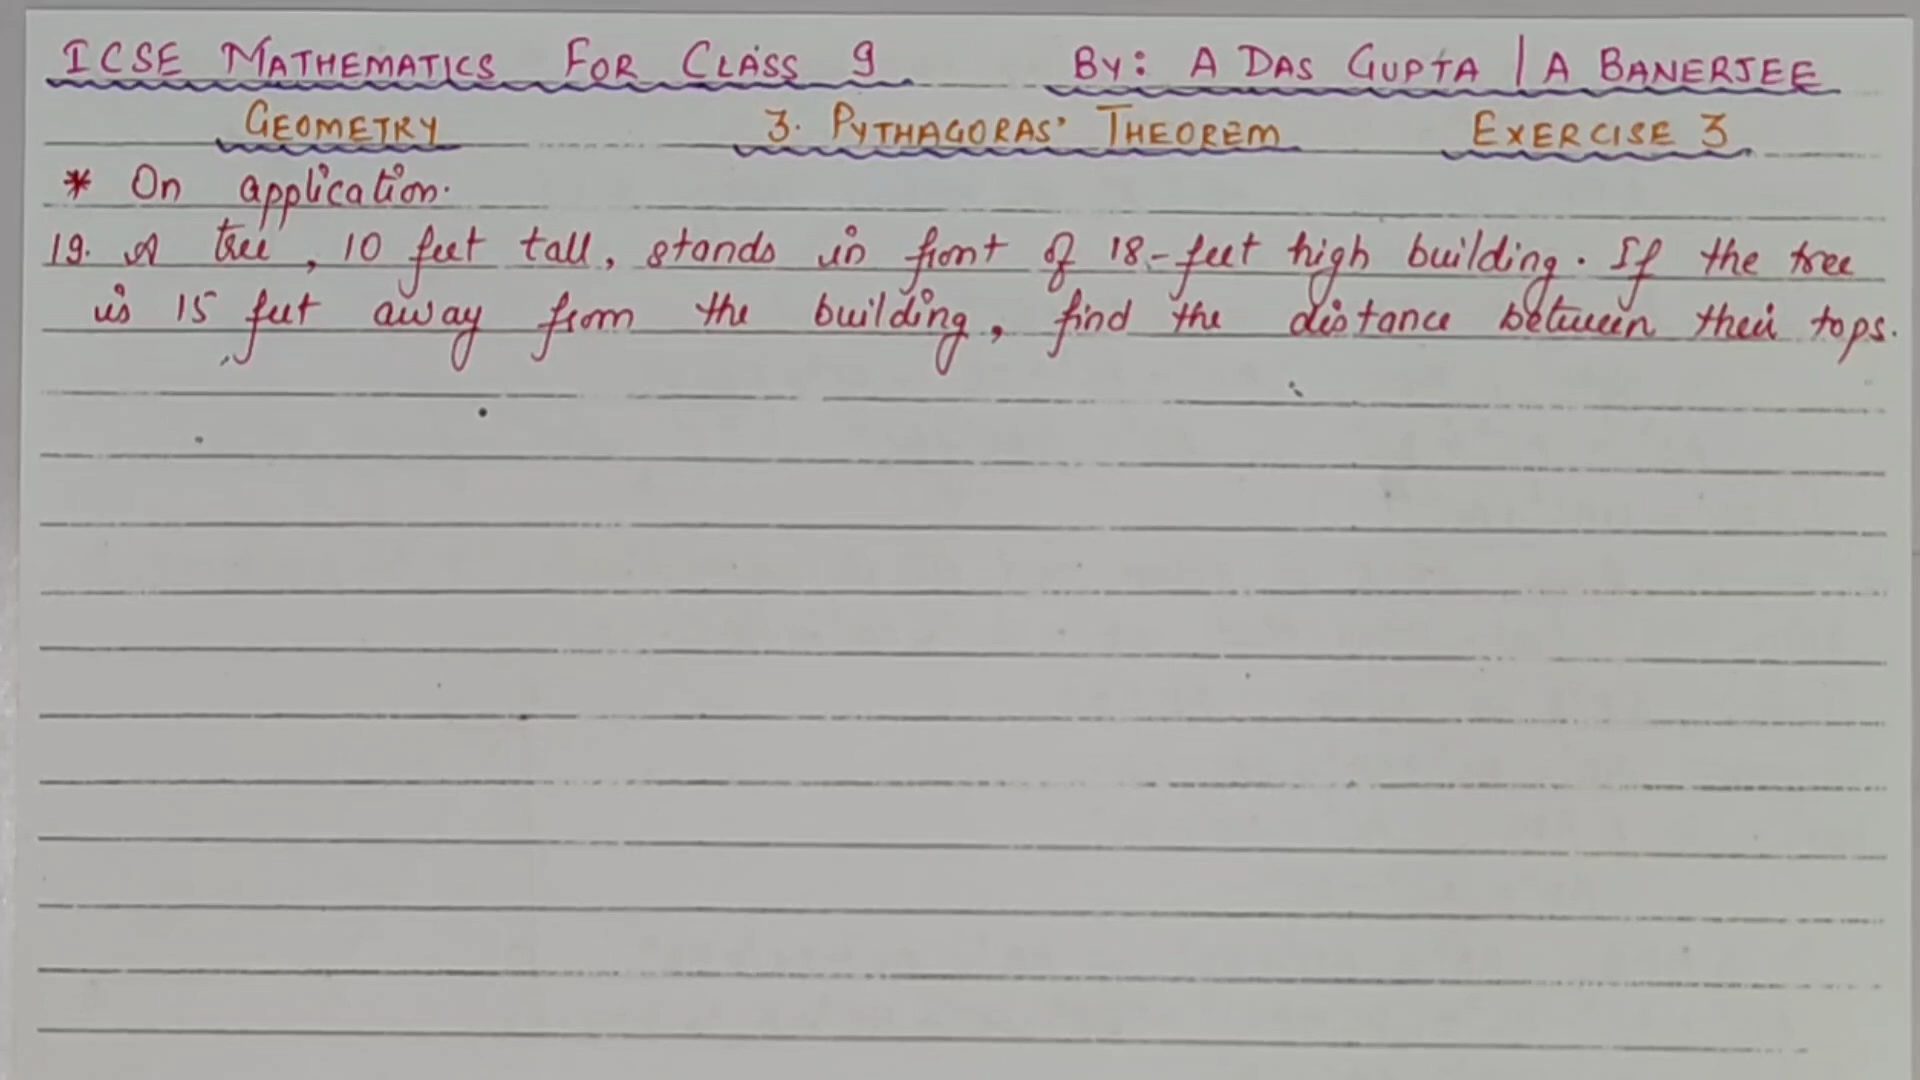 ICSE MATHEMATICS FOR CLASS 9 BY: A DAS GUPTA | A BANERJEE
GEOMETRY 3. PYTHAGORAS' THEOREM EXERCISE 3
* On application.
19. A tree, 10 feet tall, stands in front of 18-feet high building. If the tree
is 15 feet away from the building, find the distance between their tops.